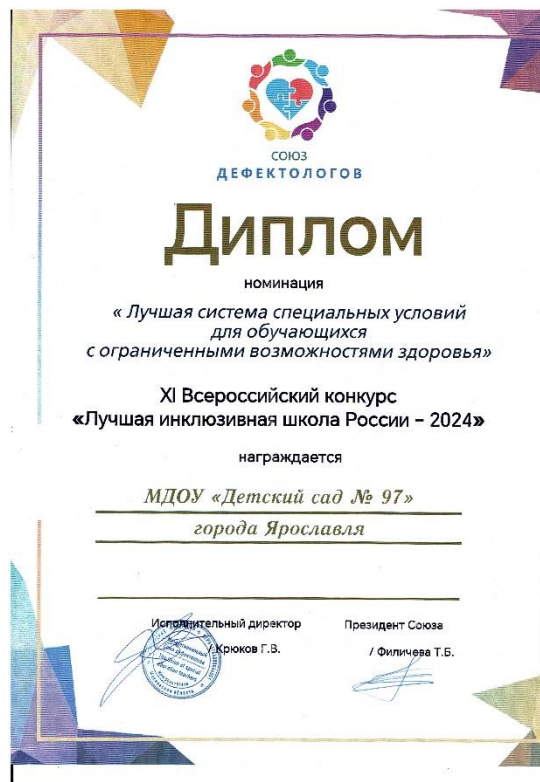 СОЮЗ
ДЕФЕКТОЛОГОВ
Диплом
номинация
« Лучшая система специальных условий
для обучающихся
с ограниченными возможностями здоровья»
XI Всероссийский конкурс
«Лучшая инклюзивная школа России – 2024»
награждается
МДОУ «Детский сад № 97»
города Ярославля
Исполнительный директор
/ Крюков Г.В.
Президент Союза
/ Филичева Т.Б.